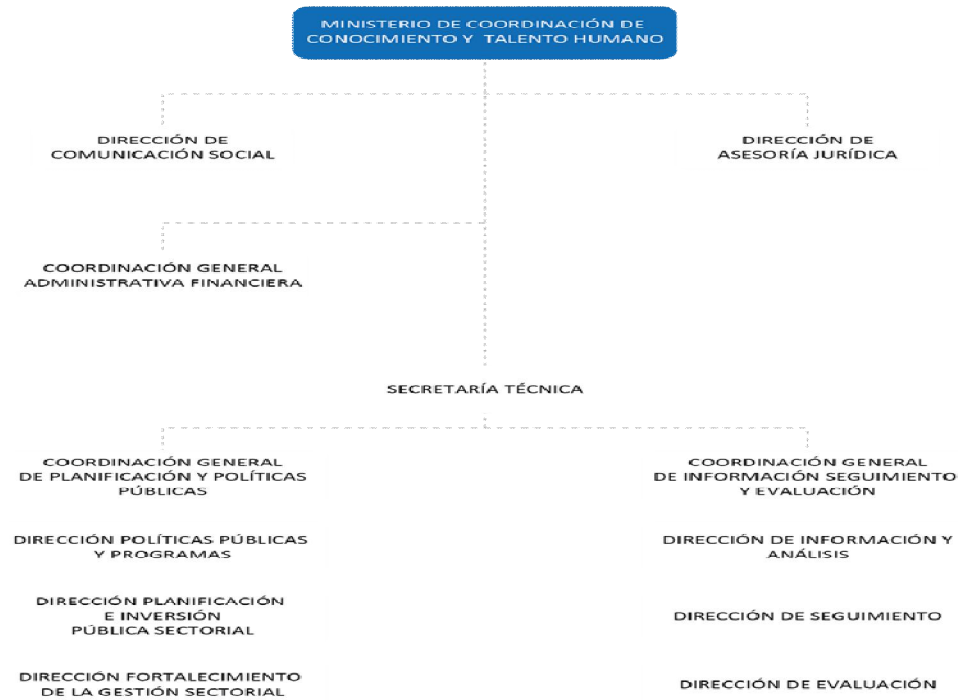 MINISTERIO DE COORDINACIÓN DE
CONOCIMIENTO Y TALENTO HUMANO
DIRECCIÓN DE
COMUNICACIÓN SOCIAL
DIRECCIÓN DE
ASESORÍA JURÍDICA
COORDINACIÓN GENERAL
ADMINISTRATIVA FINANCIERA
SECRETARÍA TÉCNICA
COORDINACIÓN GENERAL
DE PLANIFICACIÓN Y POLÍTICAS
PÚBLICAS
DIRECCIÓN POLÍTICAS PÚBLICAS
Y PROGRAMAS
DIRECCIÓN PLANIFICACIÓN
E INVERSIÓN
PÚBLICA SECTORIAL
DIRECCIÓN FORTALECIMIENTO
DE LA GESTIÓN SECTORIAL
COORDINACIÓN GENERAL
DE INFORMACIÓN SEGUIMIENTO
Y EVALUACIÓN
DIRECCIÓN DE INFORMACIÓN Y
ANÁLISIS
DIRECCIÓN DE SEGUIMIENTO
DIRECCIÓN DE EVALUACIÓN